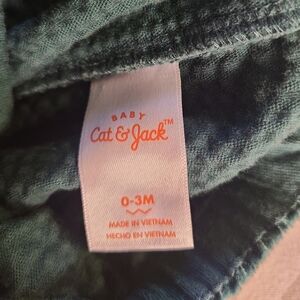 BABY
Cat & Jack™
0-3M
MADE IN VIETNAM
HECHO EN VIETNAM